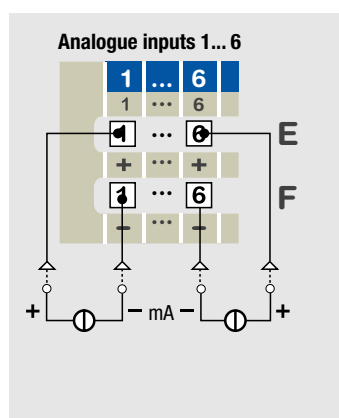 Analogue inputs 1... 6
1 ... 6
1 ... 6
1 ... 6 E
+ ... +
1 ... 6 F
- ... -
+ - mA - +